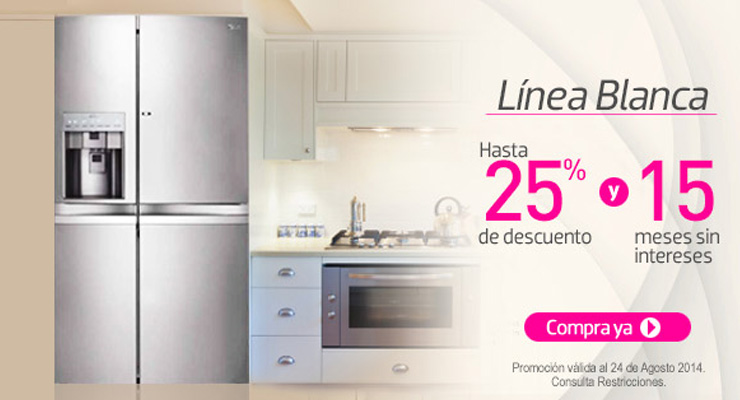 Línea Blanca
Hasta
25% y 15
de descuento
meses sin
intereses
Compra ya
Promoción válida al 24 de Agosto 2014.
Consulta Restricciones.